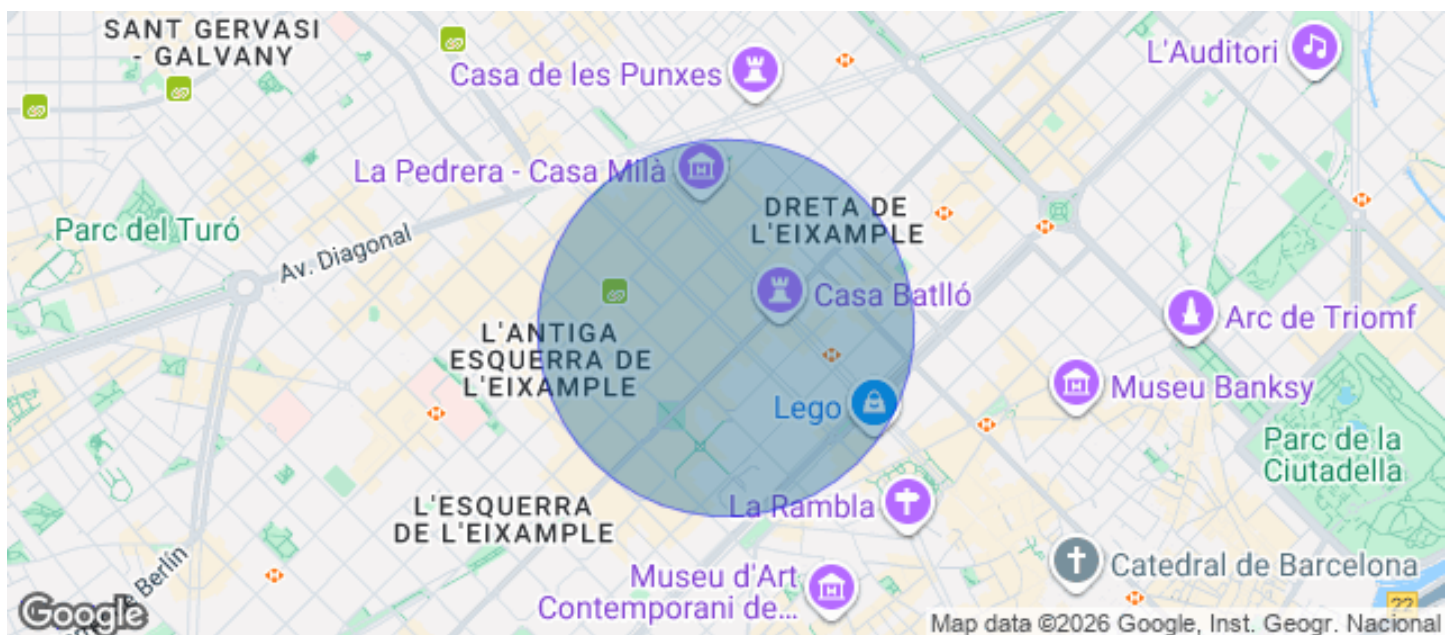 SANT GERVASI
- GALVANY
Casa de les Punxes
L'Auditori
La Pedrera - Casa Milà
DRETA DE
L'EIXAMPLE
Parc del Turó
Av. Diagonal
Casa Batlló
Arc de Triomf
L'ANTIGA
ESQUERRA DE
L'EIXAMPLE
Museu Banksy
Lego
Parc de la
Ciutadella
L'ESQUERRA
DE L'EIXAMPLE
La Rambla
Catedral de Barcelona
Museu d'Art
Contemporani de...
Berlín
22
Google
Map data ©2026 Google, Inst. Geogr. Nacional